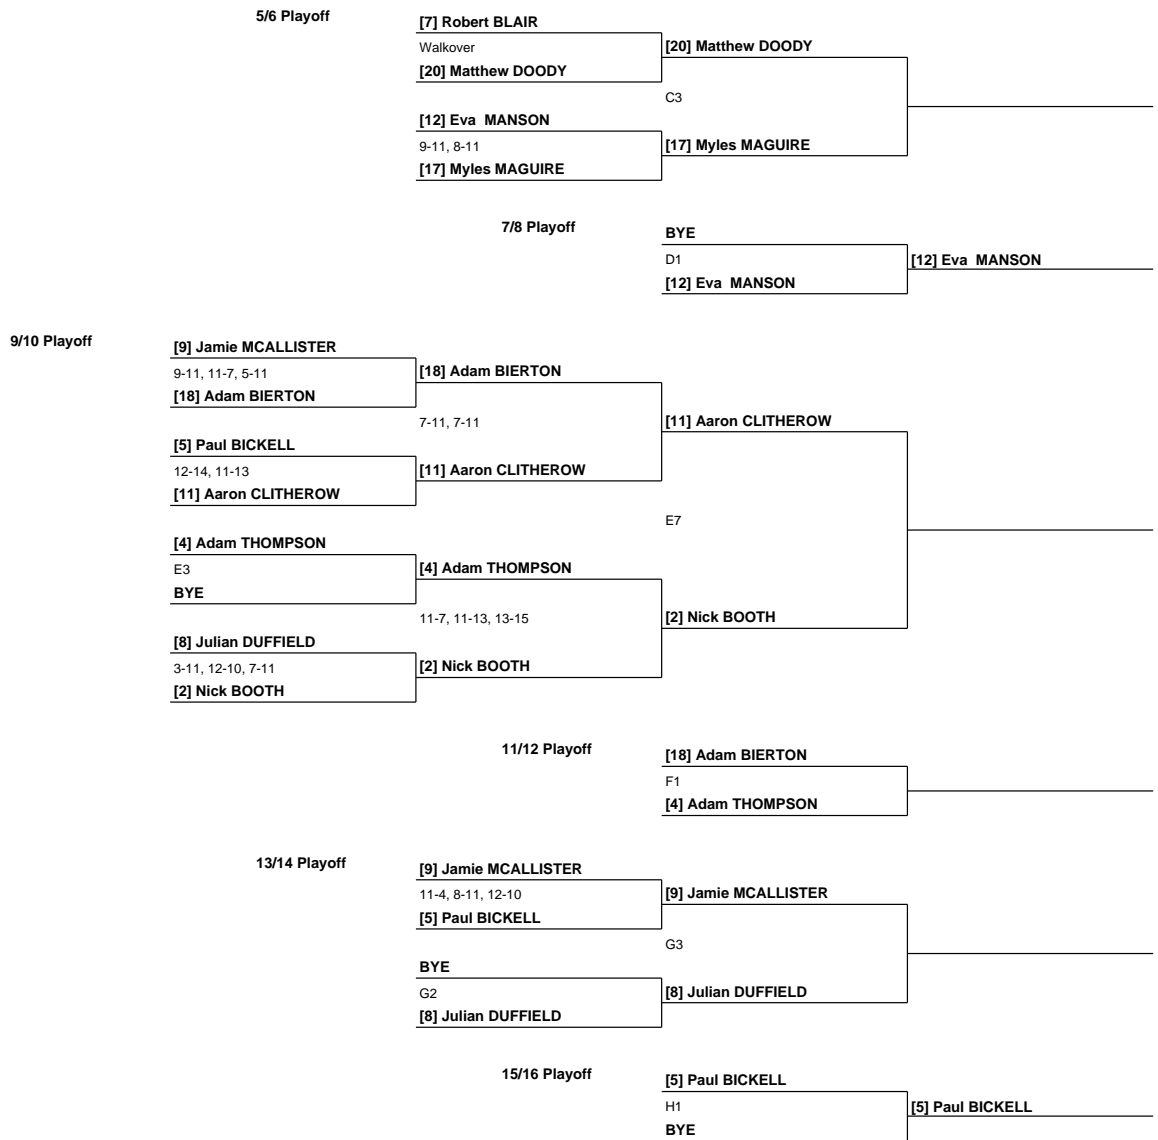 5/6 Playoff
[7] Robert BLAIR
Walkover
[20] Matthew DOODY
[20] Matthew DOODY
C3
[12] Eva  MANSON
9-11, 8-11
[17] Myles MAGUIRE
[17] Myles MAGUIRE
7/8 Playoff
BYE
D1
[12] Eva  MANSON
[12] Eva  MANSON
9/10 Playoff
[9] Jamie MCALLISTER
9-11, 11-7, 5-11
[18] Adam BIERTON
[18] Adam BIERTON
7-11, 7-11
[11] Aaron CLITHEROW
[5] Paul BICKELL
12-14, 11-13
[11] Aaron CLITHEROW
[11] Aaron CLITHEROW
E7
[4] Adam THOMPSON
E3
[4] Adam THOMPSON
BYE
11-7, 11-13, 13-15
[2] Nick BOOTH
[8] Julian DUFFIELD
3-11, 12-10, 7-11
[2] Nick BOOTH
[2] Nick BOOTH
11/12 Playoff
[18] Adam BIERTON
F1
[4] Adam THOMPSON
13/14 Playoff
[9] Jamie MCALLISTER
11-4, 8-11, 12-10
[9] Jamie MCALLISTER
[5] Paul BICKELL
G3
BYE
G2
[8] Julian DUFFIELD
[8] Julian DUFFIELD
15/16 Playoff
[5] Paul BICKELL
H1
[5] Paul BICKELL
BYE